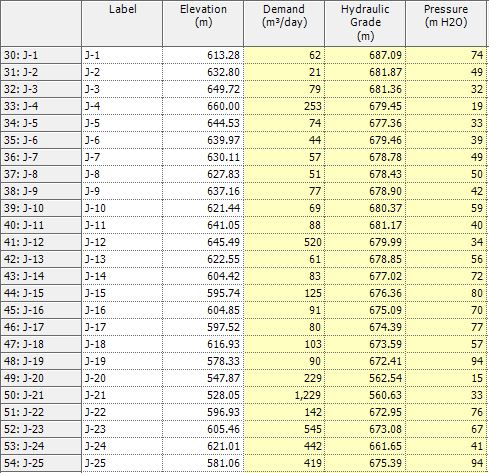 Label Elevation (m) Demand (m³/day) Hydraulic Grade (m) Pressure (m H2O)
30: J-1 J-1 613.28 62 687.09 74
31: J-2 J-2 632.80 21 681.87 49
32: J-3 J-3 649.72 79 681.36 32
33: J-4 J-4 660.00 253 679.45 19
34: J-5 J-5 644.53 74 677.36 33
35: J-6 J-6 639.97 44 679.46 39
36: J-7 J-7 630.11 57 678.78 49
37: J-8 J-8 627.83 51 678.43 50
38: J-9 J-9 637.16 77 678.90 42
39: J-10 J-10 621.44 69 680.37 59
40: J-11 J-11 641.05 88 681.17 40
41: J-12 J-12 645.49 520 679.99 34
42: J-13 J-13 622.55 61 678.85 56
43: J-14 J-14 604.42 83 677.02 72
44: J-15 J-15 595.74 125 676.36 80
45: J-16 J-16 604.85 91 675.09 70
46: J-17 J-17 597.52 80 674.39 77
47: J-18 J-18 616.93 103 673.59 57
48: J-19 J-19 578.33 90 672.41 94
49: J-20 J-20 547.87 229 562.54 15
50: J-21 J-21 528.05 1,229 560.63 33
51: J-22 J-22 596.93 142 672.95 76
52: J-23 J-23 605.46 545 673.08 67
53: J-24 J-24 621.01 442 661.65 41
54: J-25 J-25 581.06 419 675.39 94